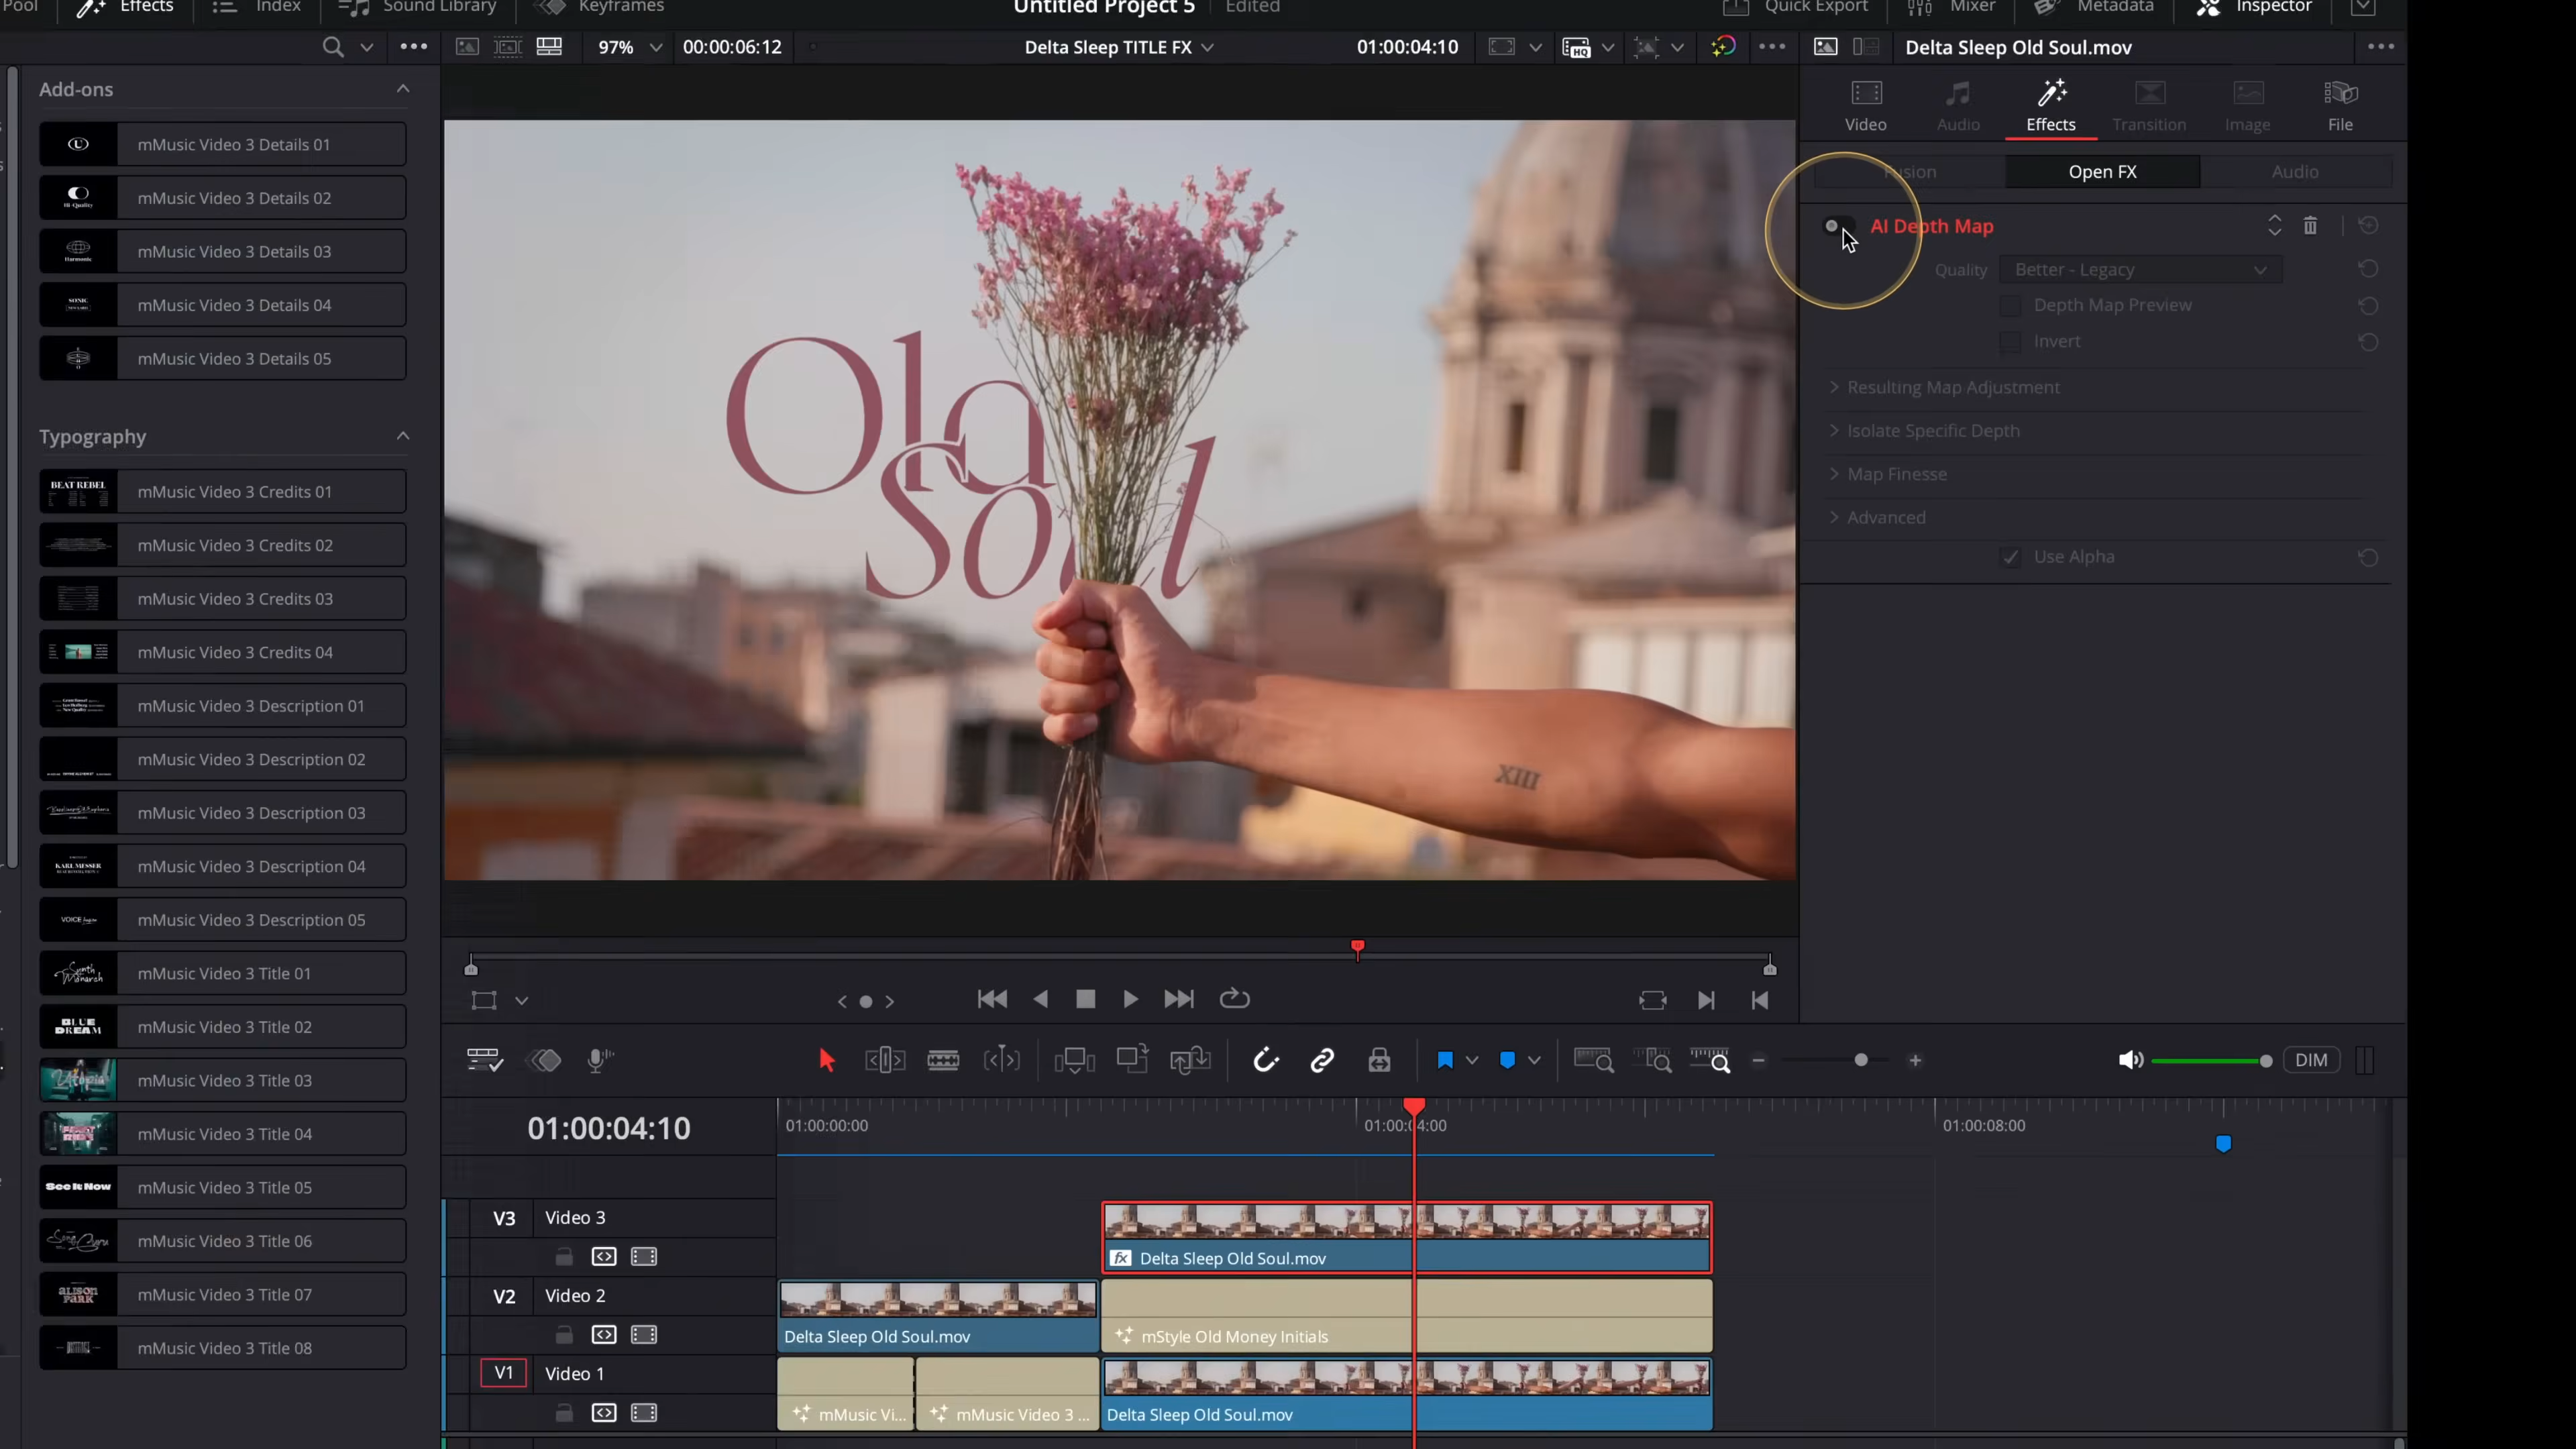 Pool
Effects
Index
Sound Library
Keyframes
Untitled Project 5
Edited
Quick Export
Mixer
Metadata
Inspector
97%
00:00:06:12
Delta Sleep TITLE FX
01:00:04:10
Delta Sleep Old Soul.mov
Add-ons
mMusic Video 3 Details 01
Hi-Quality
mMusic Video 3 Details 02
Harmonic
mMusic Video 3 Details 03
SONIC
mMusic Video 3 Details 04
mMusic Video 3 Details 05
Typography
BEAT REBEL
mMusic Video 3 Credits 01
mMusic Video 3 Credits 02
mMusic Video 3 Credits 03
mMusic Video 3 Credits 04
mMusic Video 3 Description 01
mMusic Video 3 Description 02
mMusic Video 3 Description 03
KARL MESSER
mMusic Video 3 Description 04
VOICE
mMusic Video 3 Description 05
Synth Monarch
mMusic Video 3 Title 01
BLUE DREAM
mMusic Video 3 Title 02
Utopia
mMusic Video 3 Title 03
mMusic Video 3 Title 04
See It Now
mMusic Video 3 Title 05
mMusic Video 3 Title 06
ALISON PARK
mMusic Video 3 Title 07
mMusic Video 3 Title 08
Old
Soul
XIII
Video
Audio
Effects
Transition
Image
File
Fusion
Open FX
Audio
AI Depth Map
Quality
Better - Legacy
Depth Map Preview
Invert
Resulting Map Adjustment
Isolate Specific Depth
Map Finesse
Advanced
Use Alpha
DIM
01:00:04:10
01:00:00:00
01:00:04:00
01:00:08:00
V3
Video 3
fx
Delta Sleep Old Soul.mov
V2
Video 2
Delta Sleep Old Soul.mov
mStyle Old Money Initials
V1
Video 1
mMusic Vi...
mMusic Video 3 ...
Delta Sleep Old Soul.mov